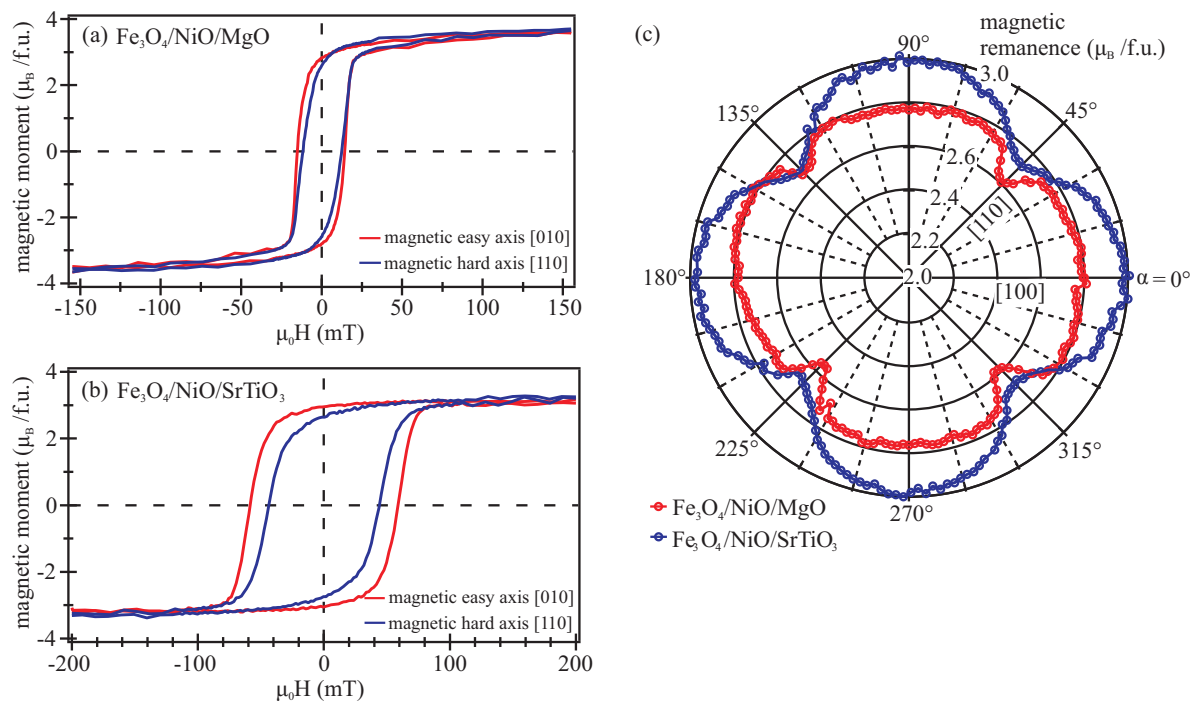 (a) Fe₃O₄/NiO/MgO
magnetic moment (μB /f.u.)
4
2
0
-2
-4
magnetic easy axis [010]
magnetic hard axis [110]
-150
-100
-50
0
50
100
150
μ₀H (mT)
(b) Fe₃O₄/NiO/SrTiO₃
magnetic moment (μB /f.u.)
4
2
0
-2
-4
magnetic easy axis [010]
magnetic hard axis [110]
-200
-100
0
100
200
μ₀H (mT)
(c)
magnetic
remanence (μB /f.u.)
90°
3.0
135°
45°
2.6
2.4
[110]
2.2
180°
2.0
[100]
α = 0°
225°
315°
270°
Fe₃O₄/NiO/MgO
Fe₃O₄/NiO/SrTiO₃